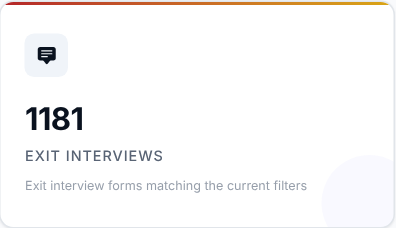 1181
EXIT INTERVIEWS
Exit interview forms matching the current filters